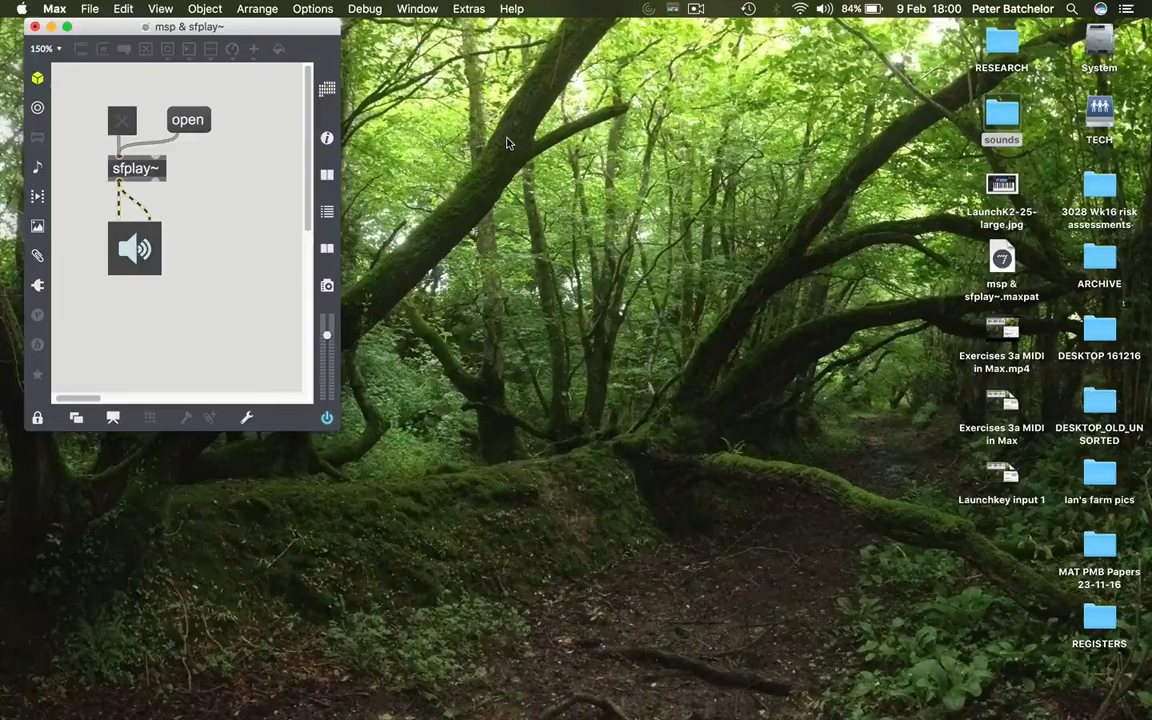 Max File Edit View Object Arrange Options Debug Window Extras Help
84% 9 Feb 18:00 Peter Batchelor
msp & sfplay~
150%
open
sfplay~
RESEARCH
System
sounds
TECH
LaunchK2-25-
large.jpg
3028 Wk16 risk
assessments
msp &
sfplay~.maxpat
ARCHIVE
Exercises 3a MIDI
in Max.mp4
DESKTOP 161216
Exercises 3a MIDI
in Max
DESKTOP_OLD_UN
SORTED
Launchkey input 1
Ian's farm pics
MAT PMB Papers
23-11-16
REGISTERS